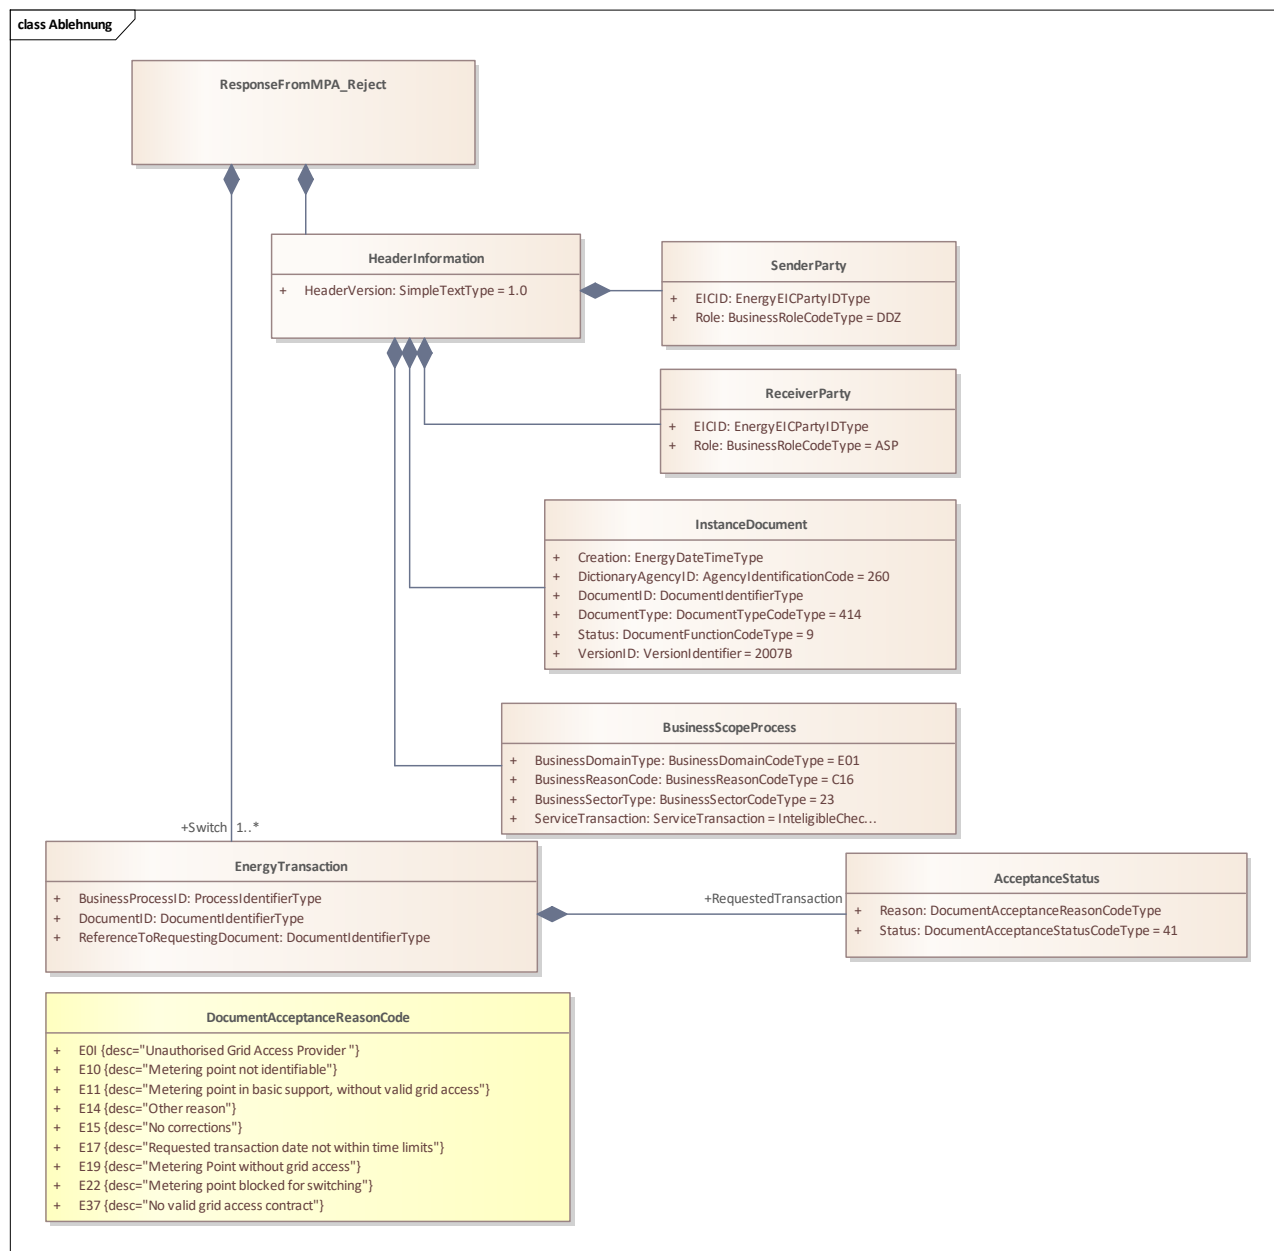 class Ablehnung
ResponseFromMPA_Reject
HeaderInformation
+ HeaderVersion: SimpleTextType = 1.0
SenderParty
+ EICID: EnergyEICPartyIDType
+ Role: BusinessRoleCodeType = DDZ
ReceiverParty
+ EICID: EnergyEICPartyIDType
+ Role: BusinessRoleCodeType = ASP
InstanceDocument
+ Creation: EnergyDateTimeType
+ DictionaryAgencyID: AgencyIdentificationCode = 260
+ DocumentID: DocumentIdentifierType
+ DocumentType: DocumentTypeCodeType = 414
+ Status: DocumentFunctionCodeType = 9
+ VersionID: VersionIdentifier = 2007B
BusinessScopeProcess
+ BusinessDomainType: BusinessDomainCodeType = E01
+ BusinessReasonCode: BusinessReasonCodeType = C16
+ BusinessSectorType: BusinessSectorCodeType = 23
+ ServiceTransaction: ServiceTransaction = InteligibleChec...
+Switch 1..*
EnergyTransaction
+ BusinessProcessID: ProcessIdentifierType
+ DocumentID: DocumentIdentifierType
+ ReferenceToRequestingDocument: DocumentIdentifierType
+RequestedTransaction
AcceptanceStatus
+ Reason: DocumentAcceptanceReasonCodeType
+ Status: DocumentAcceptanceStatusCodeType = 41
DocumentAcceptanceReasonCode
+ E0I {desc="Unauthorised Grid Access Provider "}
+ E10 {desc="Metering point not identifiable"}
+ E11 {desc="Metering point in basic support, without valid grid access"}
+ E14 {desc="Other reason"}
+ E15 {desc="No corrections"}
+ E17 {desc="Requested transaction date not within time limits"}
+ E19 {desc="Metering Point without grid access"}
+ E22 {desc="Metering point blocked for switching"}
+ E37 {desc="No valid grid access contract"}